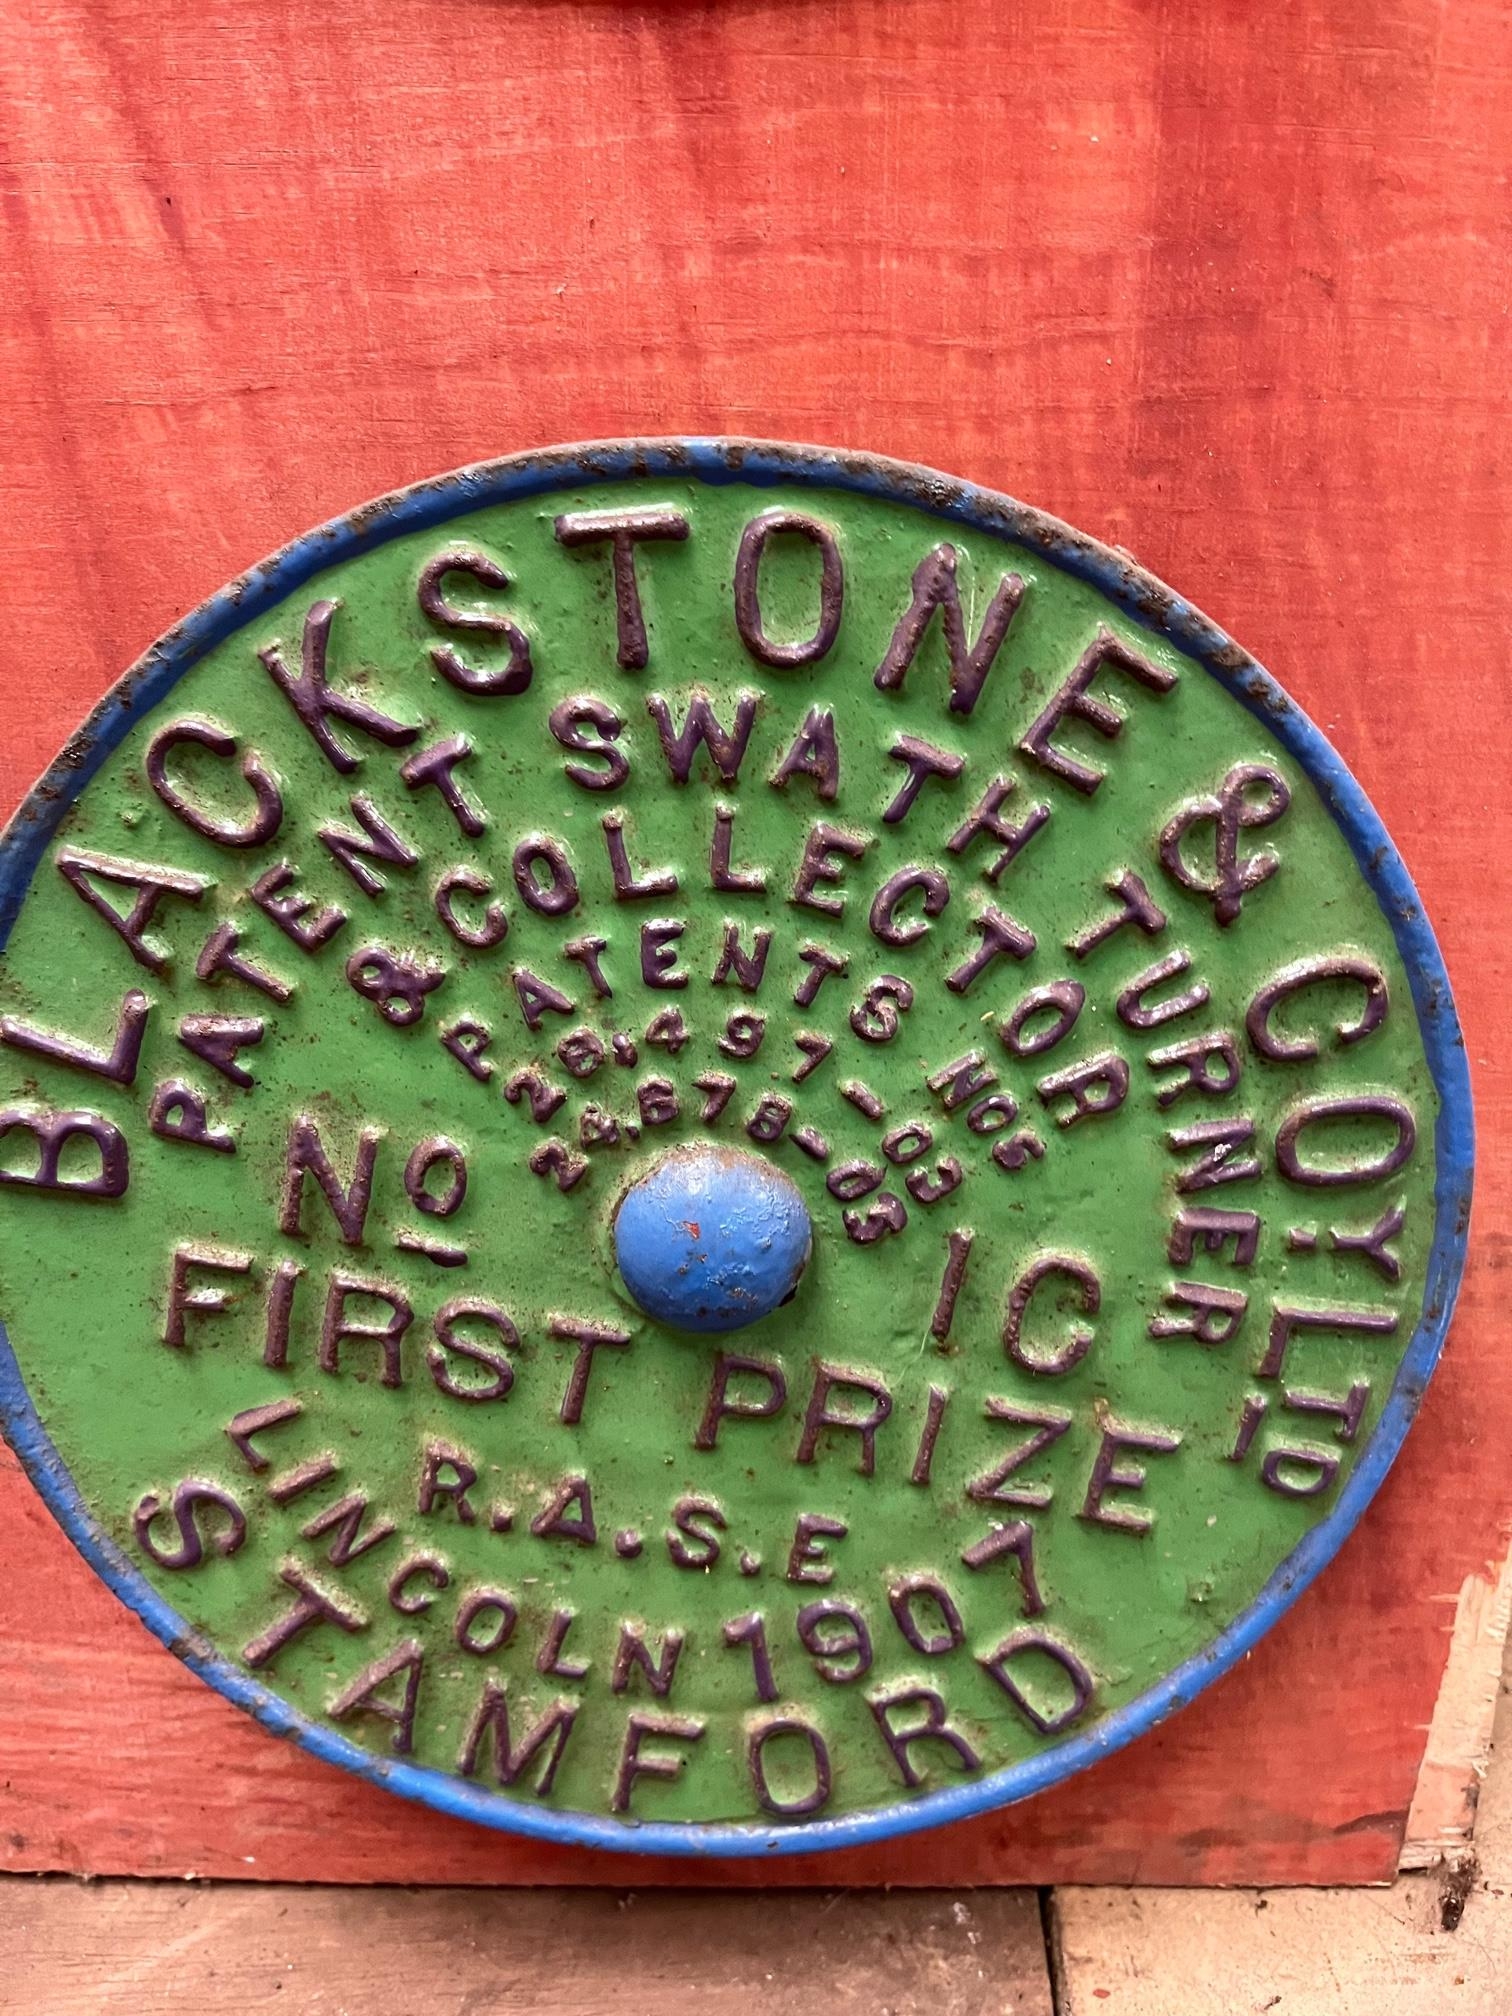 BLACKSTONE & COY. LTD
PATENT SWATH TURNER
& COLLECTOR
PATENTS NOS
28,497-03
24,678-05
No 1C
FIRST PRIZE
R.A.S.E
LINCOLN 1907
STAMFORD